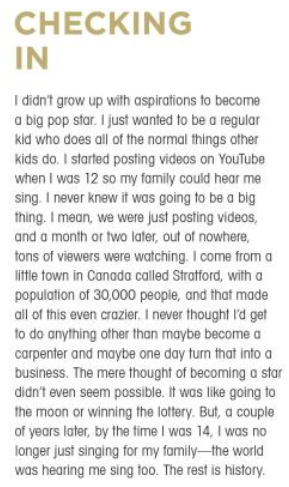 CHECKING
IN
I didn't grow up with aspirations to become
a big pop star. I just wanted to be a regular
kid who does all of the normal things other
kids do. I started posting videos on YouTube
when I was 12 so my family could hear me
sing. I never knew it was going to be a big
thing. I mean, we were just posting videos,
and a month or two later, out of nowhere,
tons of viewers were watching. I come from a
little town in Canada called Stratford, with a
population of 30,000 people, and that made
all of this even crazier. I never thought I'd get
to do anything other than maybe become a
carpenter and maybe one day turn that into a
business. The mere thought of becoming a star
didn't even seem possible. It was like going to
the moon or winning the lottery. But, a couple
of years later, by the time I was 14, I was no
longer just singing for my family—the world
was hearing me sing too. The rest is history.